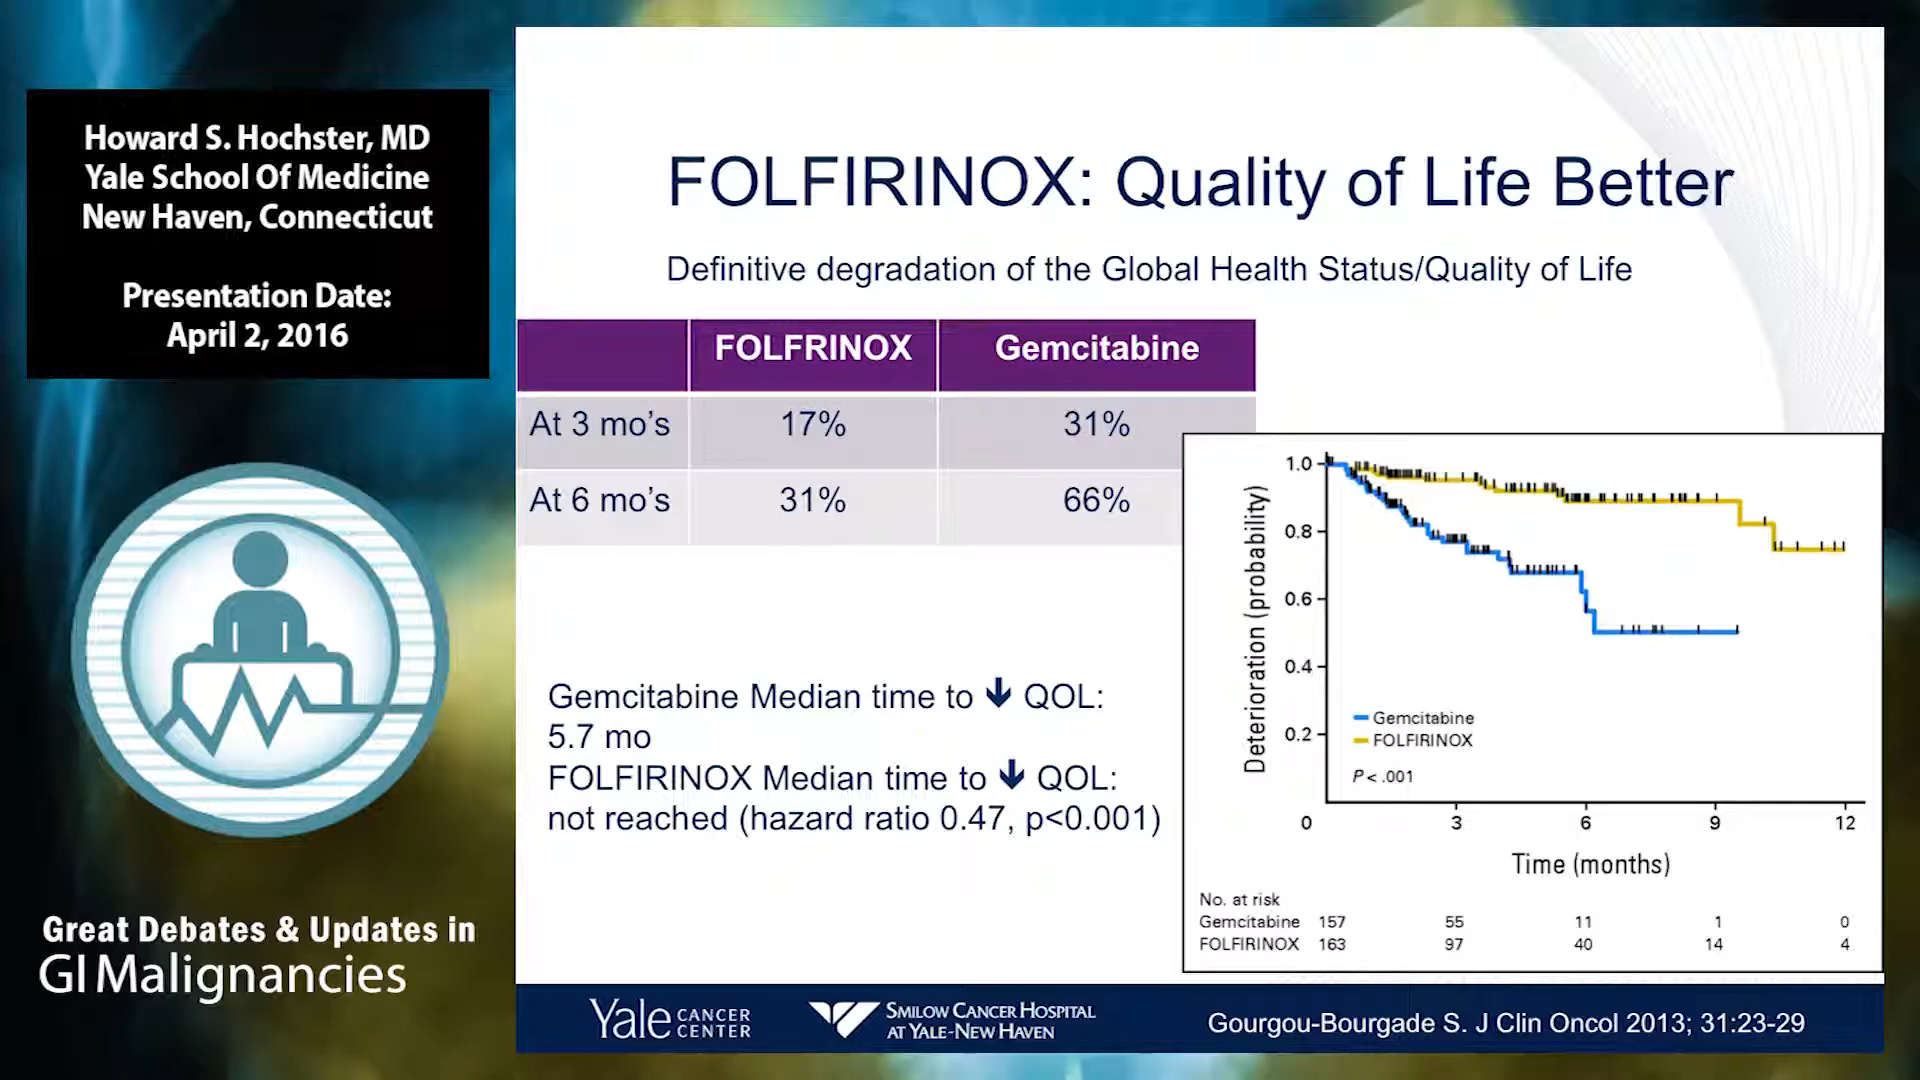 Howard S. Hochster, MD
Yale School Of Medicine
New Haven, Connecticut
Presentation Date:
April 2, 2016
Great Debates & Updates in
GI Malignancies
FOLFIRINOX: Quality of Life Better
Definitive degradation of the Global Health Status/Quality of Life
FOLFRINOX Gemcitabine
At 3 mo's 17% 31%
At 6 mo's 31% 66%
Gemcitabine Median time to ↓ QOL:
5.7 mo
FOLFIRINOX Median time to ↓ QOL:
not reached (hazard ratio 0.47, p<0.001)
Deterioration (probability)
1.0
0.8
0.6
0.4
0.2
Gemcitabine
FOLFIRINOX
P < .001
0 3 6 9 12
Time (months)
No. at risk
Gemcitabine 157 55 11 1 0
FOLFIRINOX 163 97 40 14 4
Yale CANCER CENTER
SMILOW CANCER HOSPITAL
AT YALE-NEW HAVEN
Gourgou-Bourgade S. J Clin Oncol 2013; 31:23-29